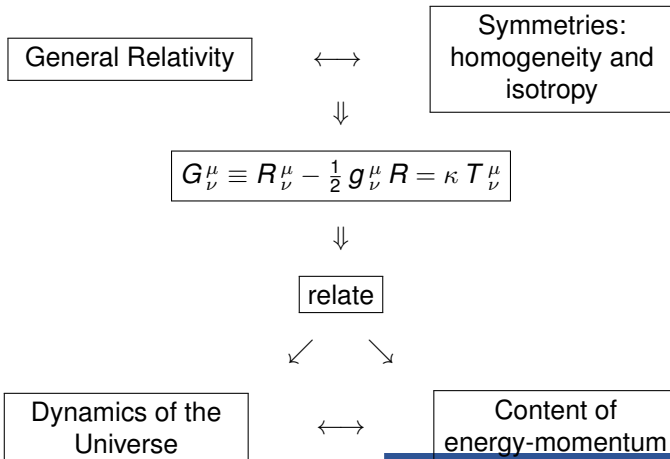 General Relativity
⟷
Symmetries:
homogeneity and
isotropy
⇓
G^μ_ν ≡ R^μ_ν − 1/2 g^μ_ν R = κ T^μ_ν
⇓
relate
↙ ↘
Dynamics of the
Universe
⟷
Content of
energy-momentum